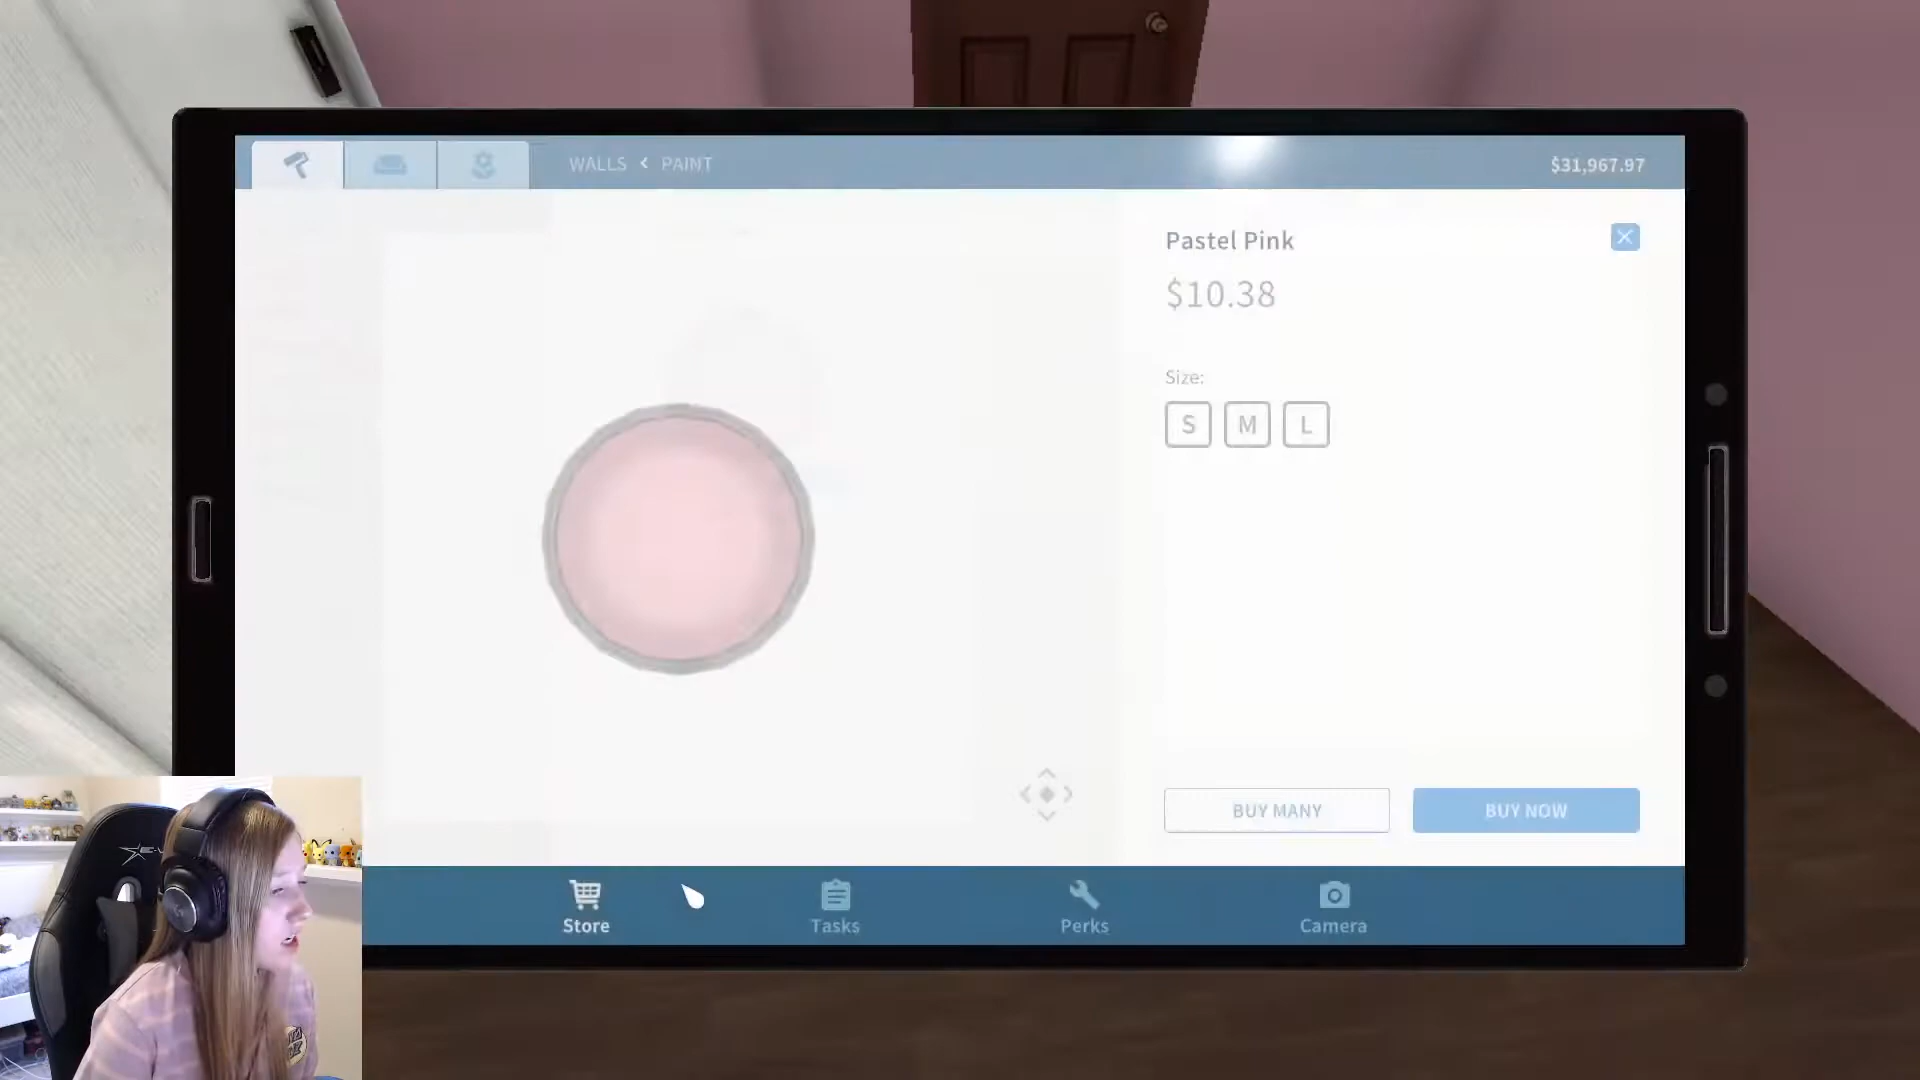 WALLS < PAINT
$31,967.97
Pastel Pink
$10.38
Size:
S M L
BUY MANY
BUY NOW
Store
Tasks
Perks
Camera